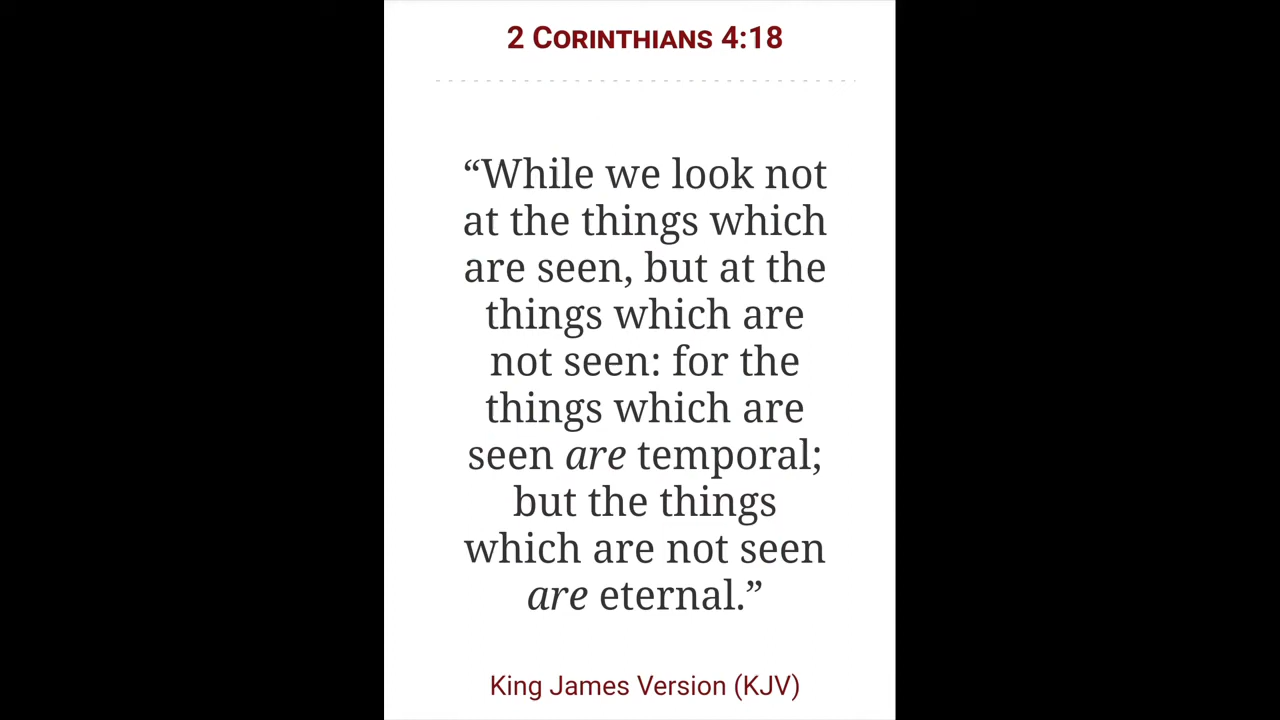 2 Corinthians 4:18
“While we look not
at the things which
are seen, but at the
things which are
not seen: for the
things which are
seen are temporal;
but the things
which are not seen
are eternal.”
King James Version (KJV)